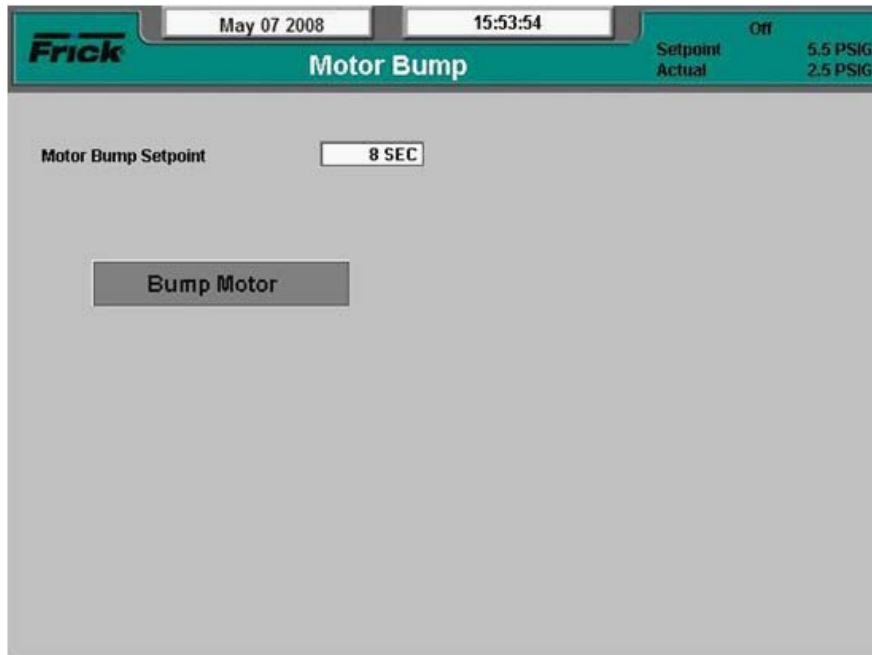 May 07 2008 15:53:54 Off
Frick Motor Bump
Setpoint 5.5 PSIG
Actual 2.5 PSIG
Motor Bump Setpoint 8 SEC
Bump Motor